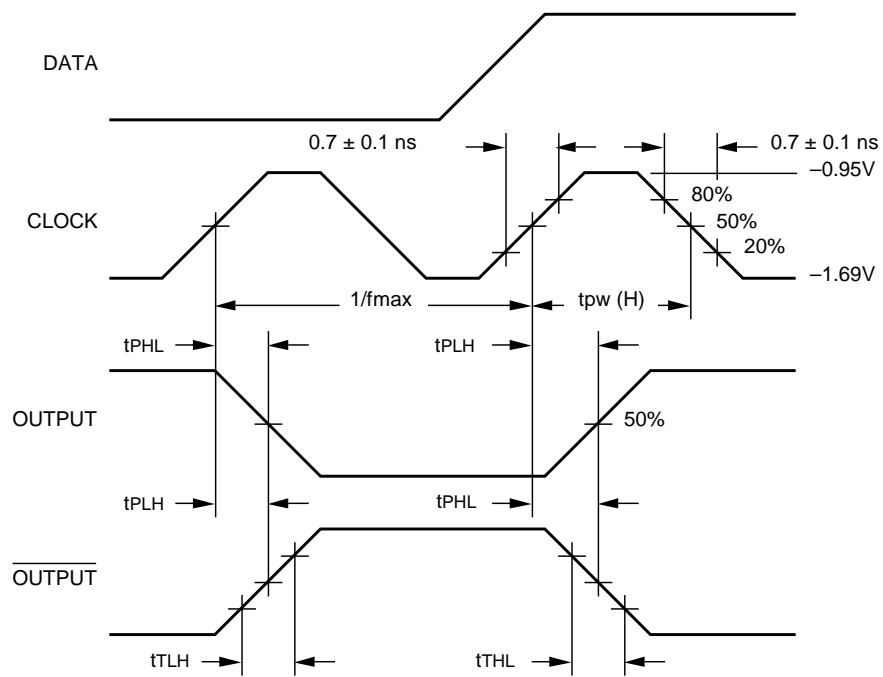 DATA
0.7 ± 0.1 ns
0.7 ± 0.1 ns
–0.95V
80%
CLOCK
50%
20%
–1.69V
1/fmax
tpw (H)
tPHL
tPLH
OUTPUT
50%
tPLH
tPHL
OUTPUT
tTLH
tTHL